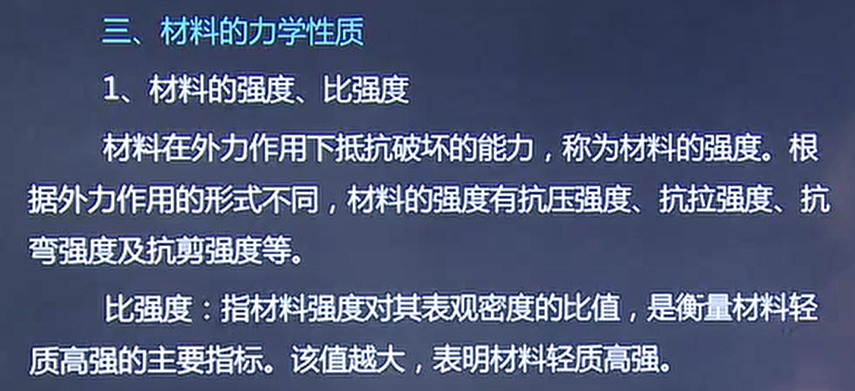 三、材料的力学性质
1、材料的强度、比强度
材料在外力作用下抵抗破坏的能力，称为材料的强度。根
据外力作用的形式不同，材料的强度有抗压强度、抗拉强度、抗
弯强度及抗剪强度等。
比强度：指材料强度对其表观密度的比值，是衡量材料轻
质高强的主要指标。该值越大，表明材料轻质高强。